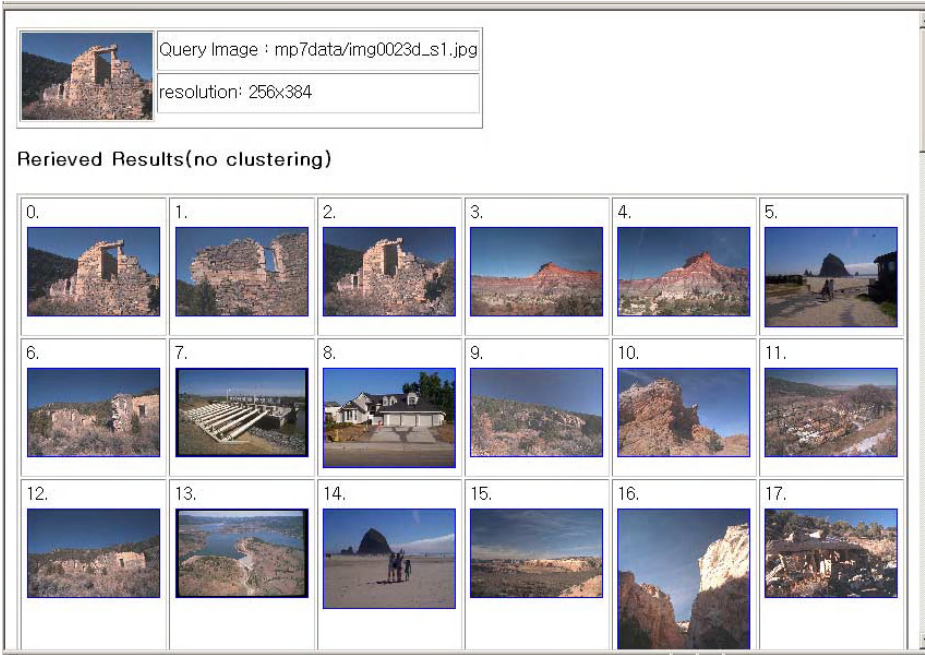 Query Image : mp7data/img0023d_s1.jpg
resolution: 256x384
Rerieved Results(no clustering)
0. 1. 2. 3. 4. 5.
6. 7. 8. 9. 10. 11.
12. 13. 14. 15. 16. 17.